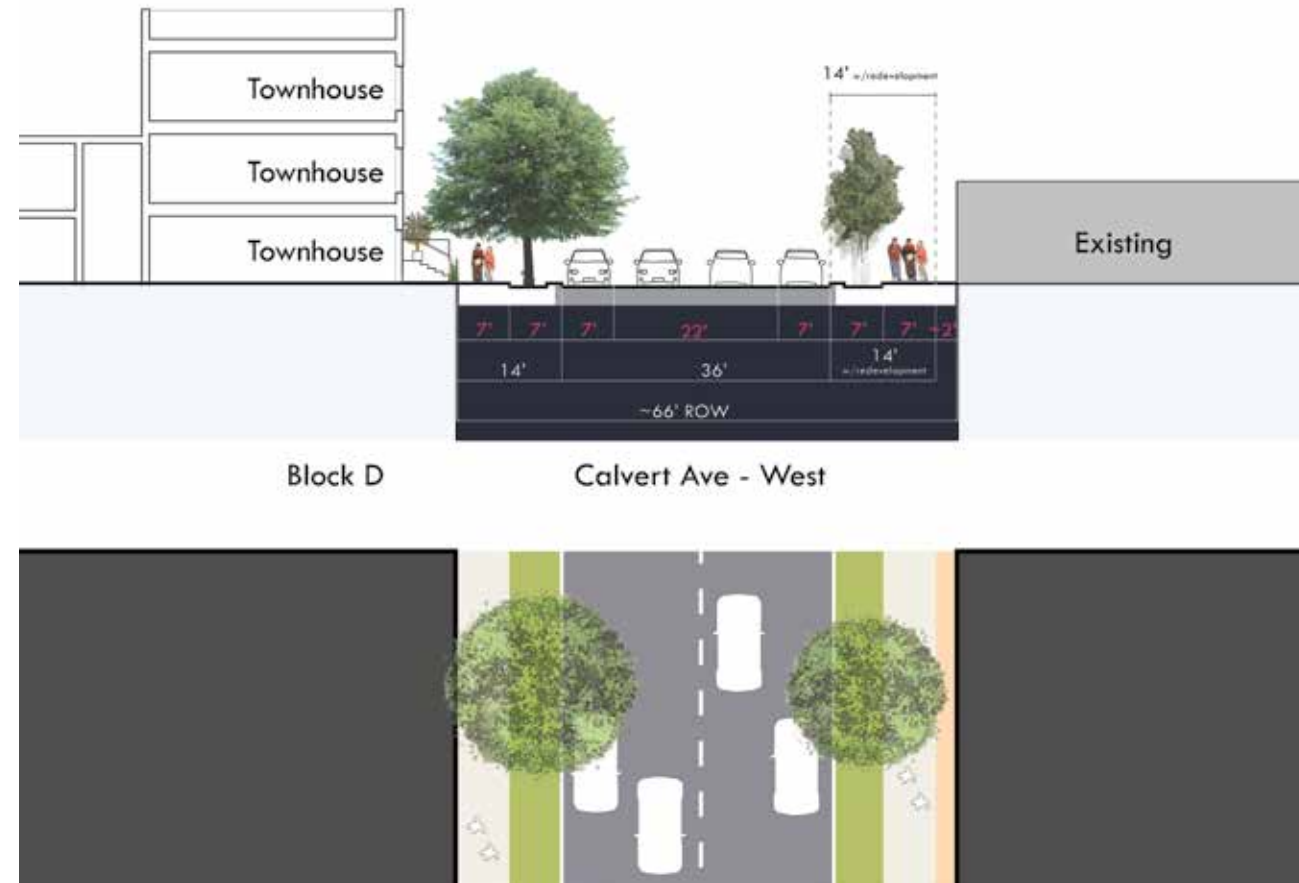 14' w/redevelopment
Townhouse
Townhouse
Townhouse
Existing
7' 7' 7' 22' 7' 7' 7' ~2'
14' 36' 14'
w/redevelopment
~66' ROW
Block D Calvert Ave - West